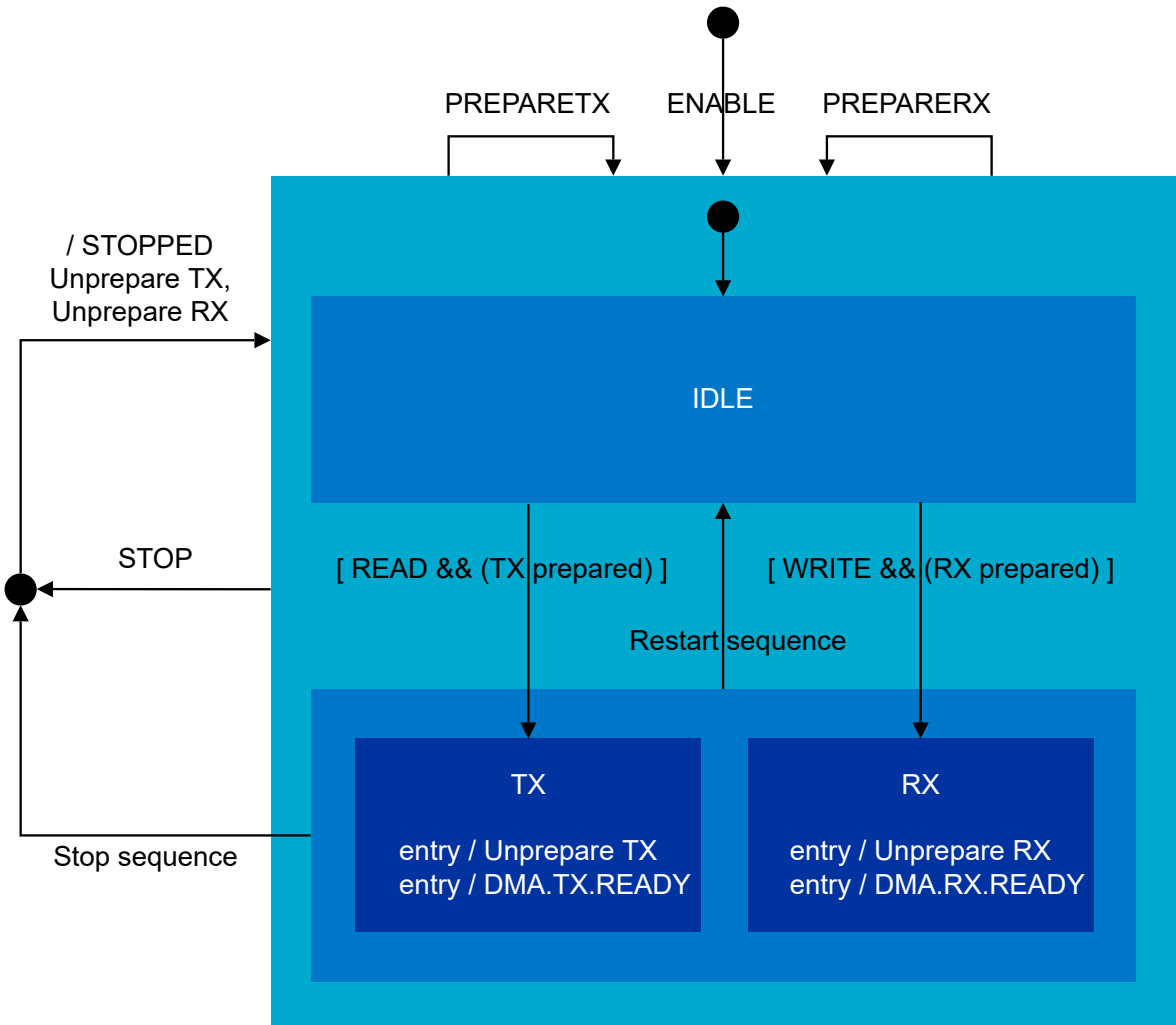 PREPARETX
ENABLE
PREPARERX
/ STOPPED
Unprepare TX,
Unprepare RX
IDLE
STOP
[ READ && (TX prepared) ]
[ WRITE && (RX prepared) ]
Restart sequence
TX
entry / Unprepare TX
entry / DMA.TX.READY
RX
entry / Unprepare RX
entry / DMA.RX.READY
Stop sequence